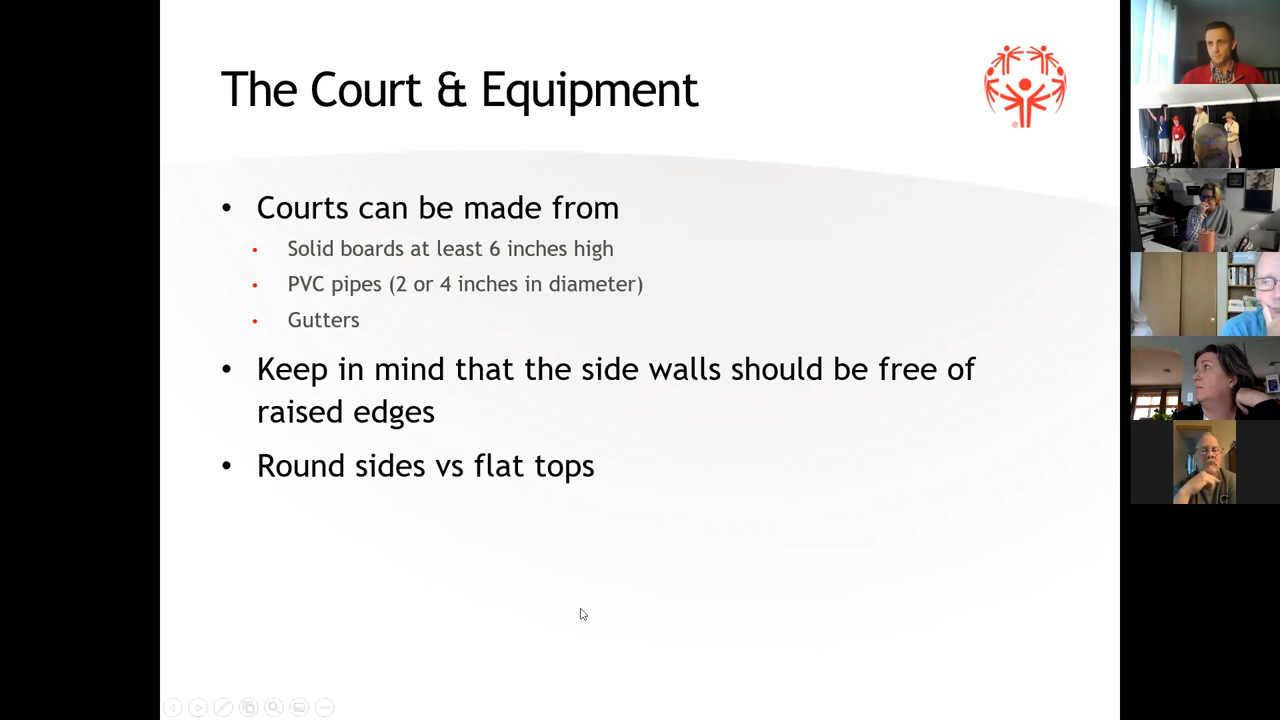 The Court & Equipment
• Courts can be made from
• Solid boards at least 6 inches high
• PVC pipes (2 or 4 inches in diameter)
• Gutters
• Keep in mind that the side walls should be free of
raised edges
• Round sides vs flat tops